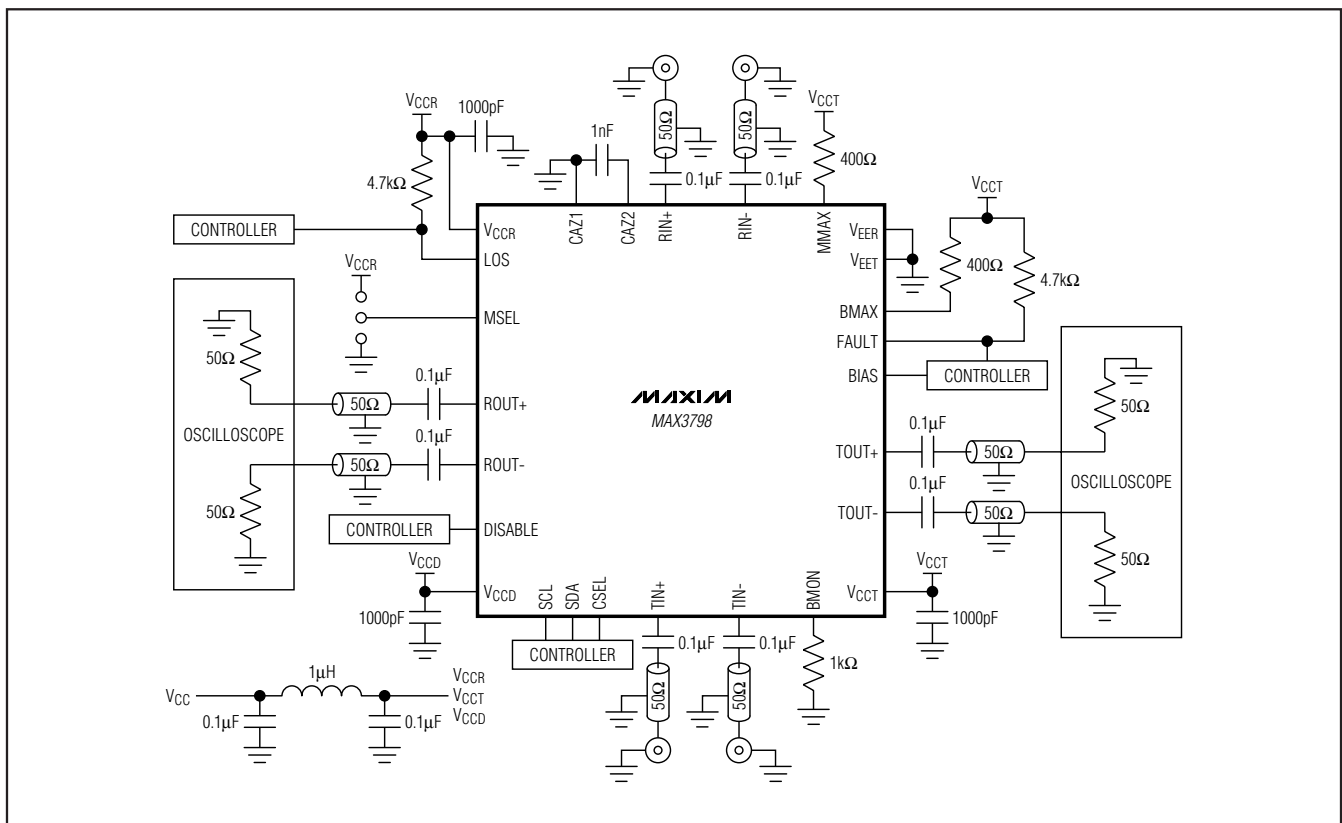 50Ω
50Ω
VCCR
1000pF
1nF
4.7kΩ
0.1μF
0.1μF
VCCT
400Ω
VCCT
400Ω
4.7kΩ
CONTROLLER
VCCR
LOS
CAZ1
CAZ2
RIN+
RIN-
MMAX
VEER
VEET
VCCR
MSEL
BMAX
FAULT
BIAS
CONTROLLER
50Ω
OSCILLOSCOPE
50Ω
50Ω
0.1μF
ROUT+
50Ω
0.1μF
ROUT-
MAXIM
MAX3798
TOUT+
0.1μF
50Ω
TOUT-
0.1μF
50Ω
50Ω
OSCILLOSCOPE
50Ω
CONTROLLER
DISABLE
VCCD
VCCD
1000pF
SCL
SDA
CSEL
TIN+
TIN-
BMON
VCCT
VCCT
1000pF
CONTROLLER
0.1μF
0.1μF
1kΩ
50Ω
50Ω
VCC
1μH
VCCR
VCCT
VCCD
0.1μF
0.1μF